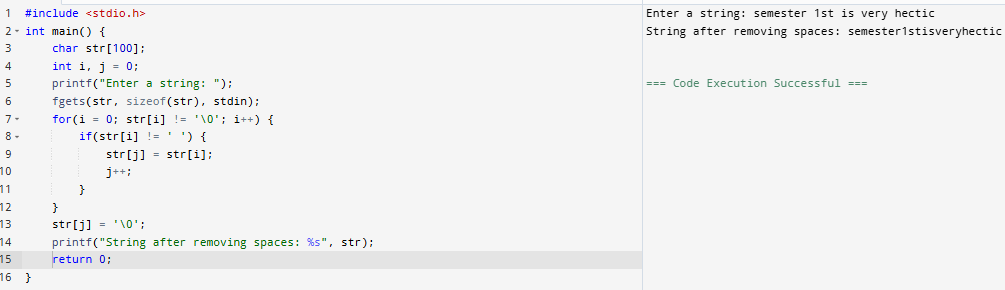 1 #include <stdio.h>
2 int main() {
3 char str[100];
4 int i, j = 0;
5 printf("Enter a string: ");
6 fgets(str, sizeof(str), stdin);
7 for(i = 0; str[i] != '\0'; i++) {
8 if(str[i] != ' ') {
9 str[j] = str[i];
10 j++;
11 }
12 }
13 str[j] = '\0';
14 printf("String after removing spaces: %s", str);
15 return 0;
16 }
Enter a string: semester 1st is very hectic
String after removing spaces: semester1stisveryhectic
=== Code Execution Successful ===